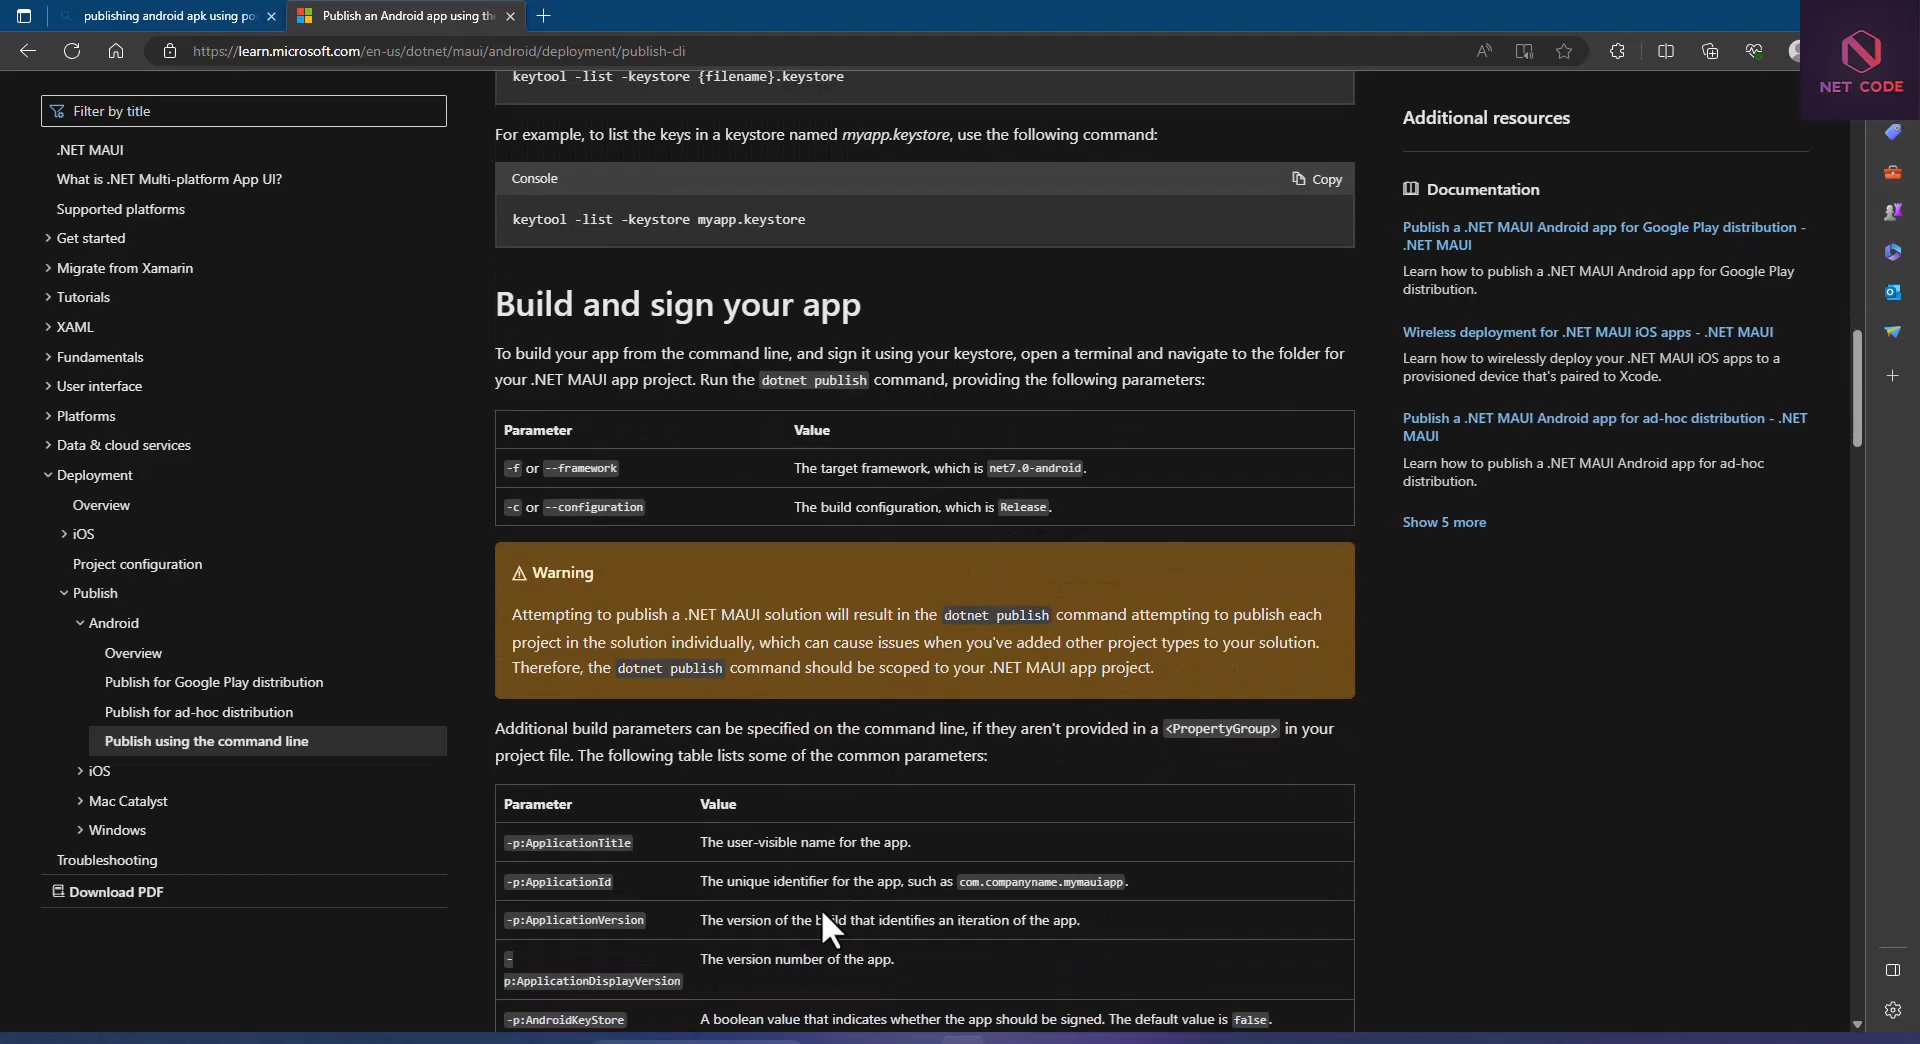 publishing android apk using po
Publish an Android app using the
https://learn.microsoft.com/en-us/dotnet/maui/android/deployment/publish-cli
NET CODE
Filter by title
.NET MAUI
What is .NET Multi-platform App UI?
Supported platforms
Get started
Migrate from Xamarin
Tutorials
XAML
Fundamentals
User interface
Platforms
Data & cloud services
Deployment
Overview
iOS
Project configuration
Publish
Android
Overview
Publish for Google Play distribution
Publish for ad-hoc distribution
Publish using the command line
iOS
Mac Catalyst
Windows
Troubleshooting
Download PDF
keytool -list -keystore {filename}.keystore
For example, to list the keys in a keystore named myapp.keystore, use the following command:
Console
Copy
keytool -list -keystore myapp.keystore
Build and sign your app
To build your app from the command line, and sign it using your keystore, open a terminal and navigate to the folder for
your .NET MAUI app project. Run the dotnet publish command, providing the following parameters:
Parameter Value
-f or --framework The target framework, which is net7.0-android.
-c or --configuration The build configuration, which is Release.
Warning
Attempting to publish a .NET MAUI solution will result in the dotnet publish command attempting to publish each
project in the solution individually, which can cause issues when you've added other project types to your solution.
Therefore, the dotnet publish command should be scoped to your .NET MAUI app project.
Additional build parameters can be specified on the command line, if they aren't provided in a <PropertyGroup> in your
project file. The following table lists some of the common parameters:
Parameter Value
-p:ApplicationTitle The user-visible name for the app.
-p:ApplicationId The unique identifier for the app, such as com.companyname.mymauiapp.
-p:ApplicationVersion The version of the build that identifies an iteration of the app.
- The version number of the app.
p:ApplicationDisplayVersion
-p:AndroidKeyStore A boolean value that indicates whether the app should be signed. The default value is false.
Additional resources
Documentation
Publish a .NET MAUI Android app for Google Play distribution -
.NET MAUI
Learn how to publish a .NET MAUI Android app for Google Play
distribution.
Wireless deployment for .NET MAUI iOS apps - .NET MAUI
Learn how to wirelessly deploy your .NET MAUI iOS apps to a
provisioned device that's paired to Xcode.
Publish a .NET MAUI Android app for ad-hoc distribution - .NET
MAUI
Learn how to publish a .NET MAUI Android app for ad-hoc
distribution.
Show 5 more